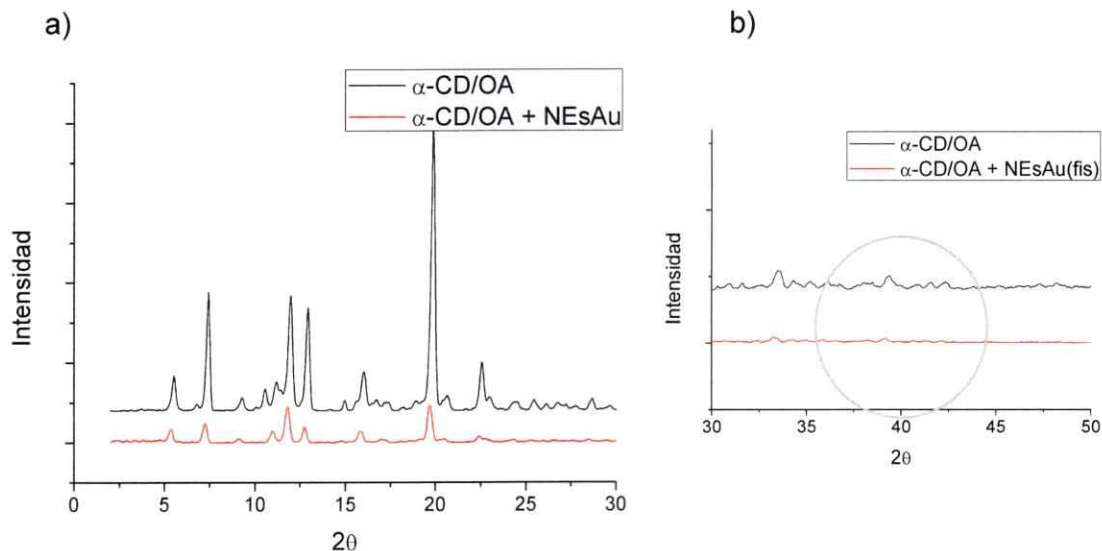 a)
α-CD/OA
α-CD/OA + NEsAu
Intensidad
0 5 10 15 20 25 30
2θ
b)
α-CD/OA
α-CD/OA + NEsAu(fis)
Intensidad
30 35 40 45 50
2θ